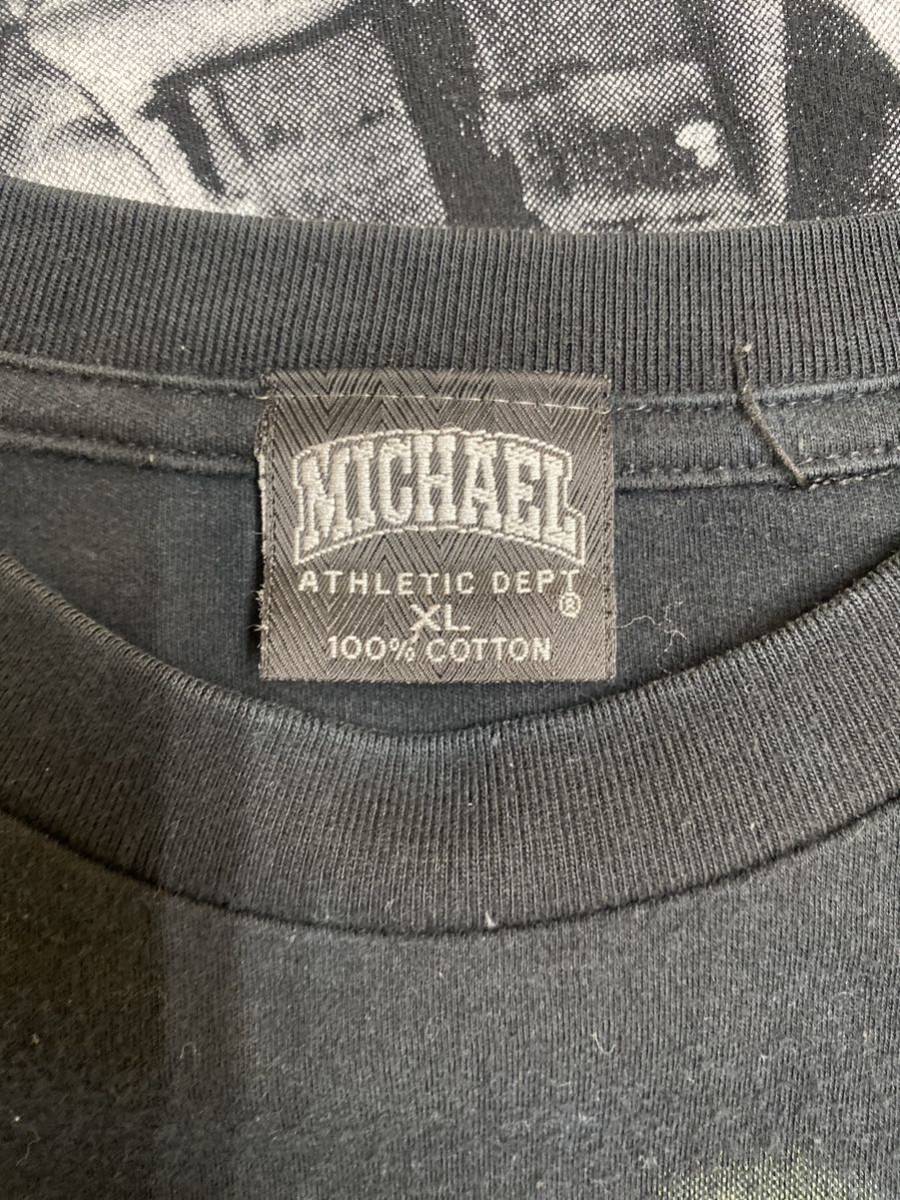 MICHAEL
ATHLETIC DEPT
®
XL
100% COTTON